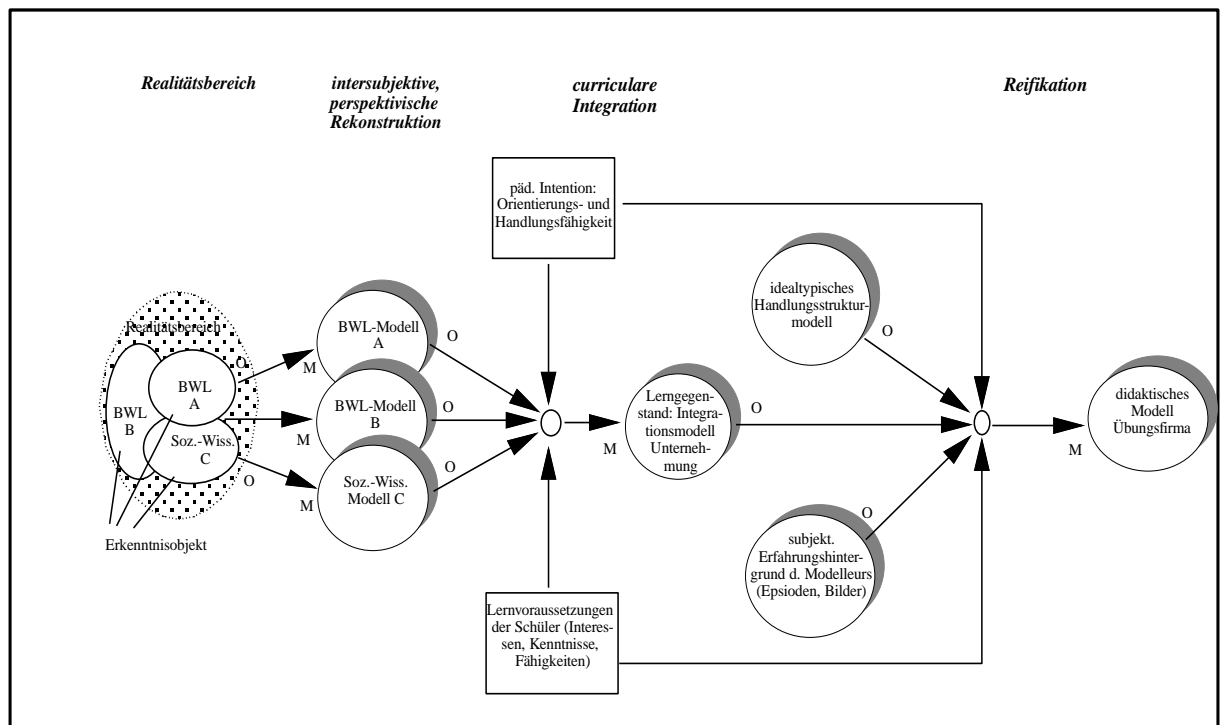 Realitätsbereich
intersubjektive,
perspektivische
Rekonstruktion
curriculare
Integration
Reifikation
päd. Intention:
Orientierungs- und
Handlungsfähigkeit
idealtypisches
Handlungsstruktur-
modell
O
Realitätsbereich
O
BWL
A
BWL
B
Soz.-Wiss.
C
O
Erkenntnisobjekt
M
M
M
BWL-Modell
A
O
BWL-Modell
B
O
Soz.-Wiss.
Modell C
O
M
Lerngegen-
stand: Integra-
tionsmodell
Unterneh-
mung
O
M
didaktisches
Modell
Übungsfirma
O
subjekt.
Erfahrungshinter-
grund d. Modelleurs
(Epsioden, Bilder)
Lernvoraussetzungen
der Schüler (Interes-
sen, Kenntnisse,
Fähigkeiten)